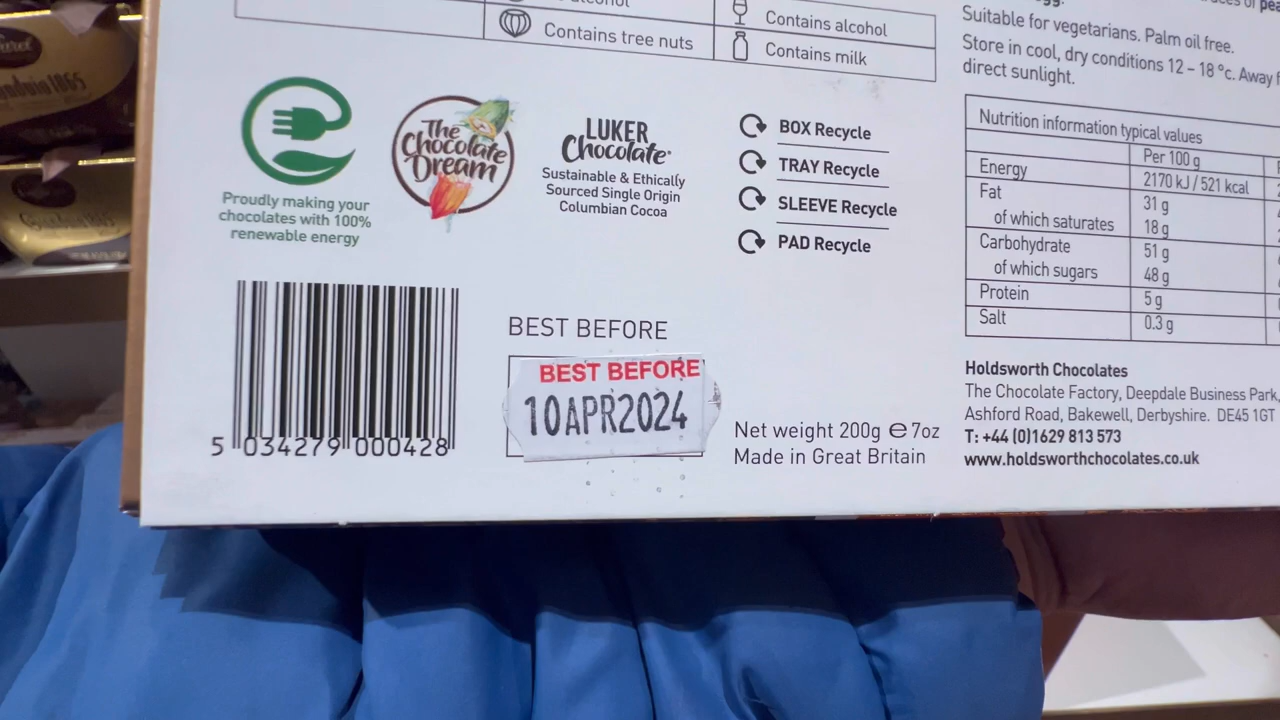 Contains tree nuts
Contains alcohol
Contains milk
Suitable for vegetarians. Palm oil free.
Store in cool, dry conditions 12 – 18 °c. Away
direct sunlight.
Proudly making your
chocolates with 100%
renewable energy
The
Chocolate
Dream
LUKER
Chocolate
Sustainable & Ethically
Sourced Single Origin
Columbian Cocoa
BOX Recycle
TRAY Recycle
SLEEVE Recycle
PAD Recycle
Nutrition information typical values
Per 100 g
Energy 2170 kJ / 521 kcal
Fat 31 g
of which saturates 18 g
Carbohydrate 51 g
of which sugars 48 g
Protein 5 g
Salt 0.3 g
5 034279 000428
BEST BEFORE
BEST BEFORE
10APR2024
Net weight 200g ℮ 7oz
Made in Great Britain
Holdsworth Chocolates
The Chocolate Factory, Deepdale Business Park,
Ashford Road, Bakewell, Derbyshire. DE45 1GT
T: +44 (0)1629 813 573
www.holdsworthchocolates.co.uk